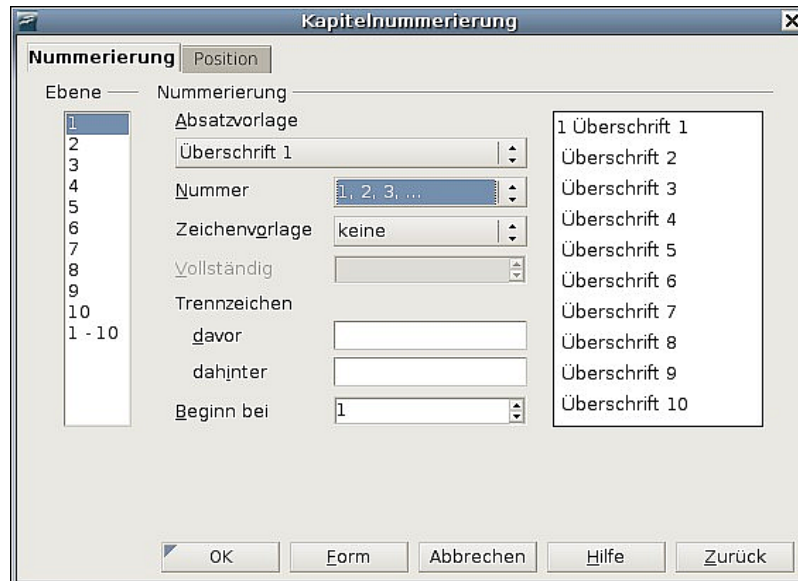 Kapitelnummerierung
Nummerierung Position
Ebene
1
2
3
4
5
6
7
8
9
10
1 - 10
Nummerierung
Absatzvorlage
Überschrift 1
Nummer 1, 2, 3, ...
Zeichenvorlage keine
Vollständig
Trennzeichen
davor
dahinter
Beginn bei 1
1 Überschrift 1
Überschrift 2
Überschrift 3
Überschrift 4
Überschrift 5
Überschrift 6
Überschrift 7
Überschrift 8
Überschrift 9
Überschrift 10
OK Form Abbrechen Hilfe Zurück